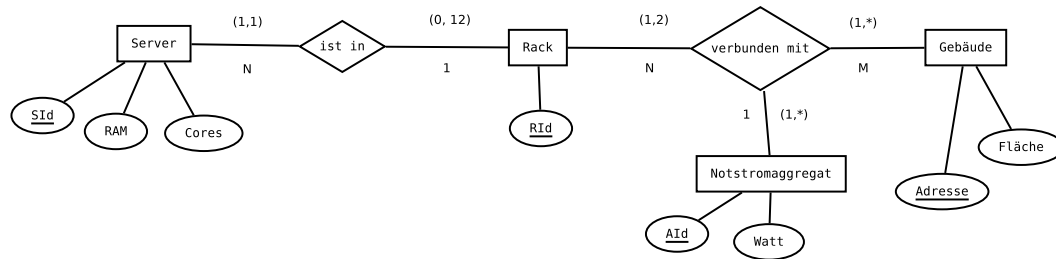 (1,1)
(0, 12)
(1,2)
(1,*)
Server
ist in
Rack
verbunden mit
Gebäude
N
1
N
M
SId
RAM
Cores
RId
1
(1,*)
Fläche
Notstromaggregat
Adresse
AId
Watt